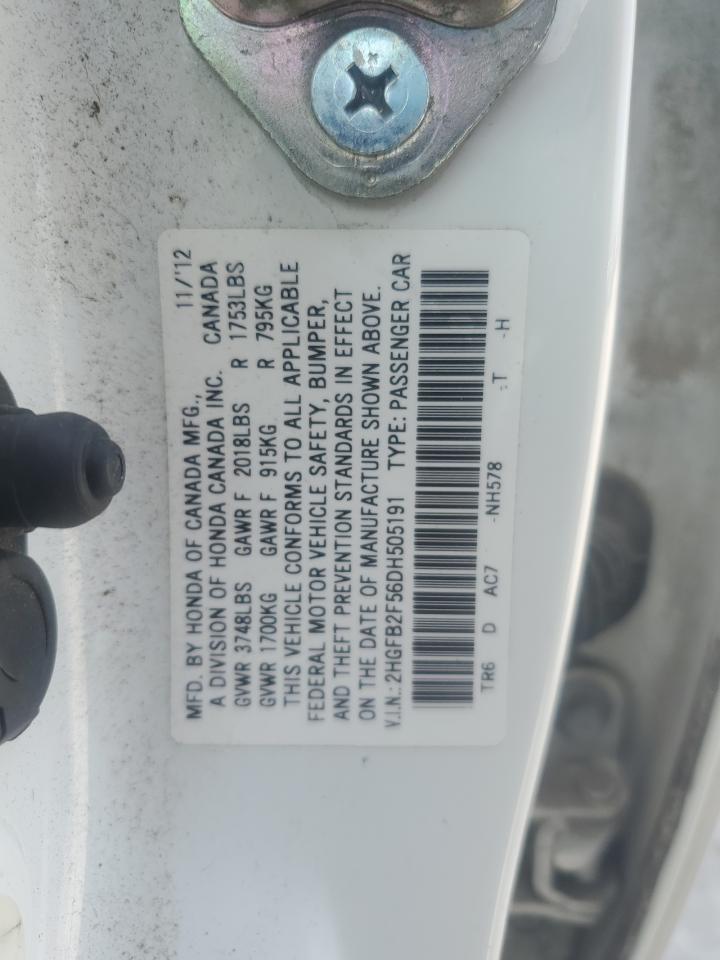 MFD. BY HONDA OF CANADA MFG., 11/'12
A DIVISION OF HONDA CANADA INC. CANADA
GVWR 3748LBS GAWR F 2018LBS R 1753LBS
GVWR 1700KG GAWR F 915KG R 795KG
THIS VEHICLE CONFORMS TO ALL APPLICABLE
FEDERAL MOTOR VEHICLE SAFETY, BUMPER,
AND THEFT PREVENTION STANDARDS IN EFFECT
ON THE DATE OF MANUFACTURE SHOWN ABOVE.
V.I.N.: 2HGFB2F56DH505191 TYPE: PASSENGER CAR
TR6 D AC7 -NH578 -T -H